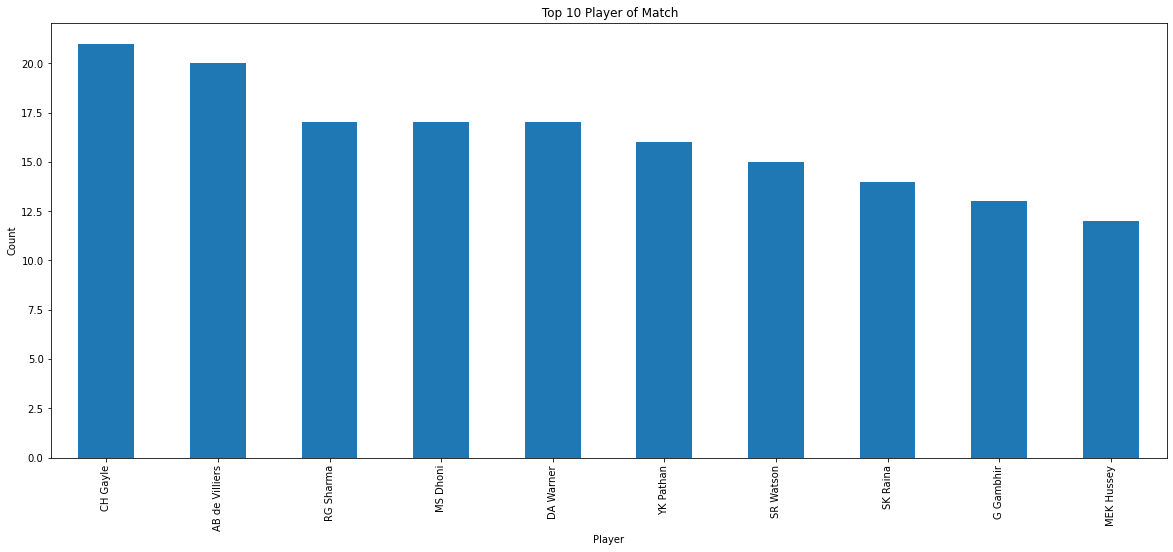 Top 10 Player of Match
Count
20.0
17.5
15.0
12.5
10.0
7.5
5.0
2.5
0.0
CH Gayle
AB de Villiers
RG Sharma
MS Dhoni
DA Warner
YK Pathan
SR Watson
SK Raina
G Gambhir
MEK Hussey
Player